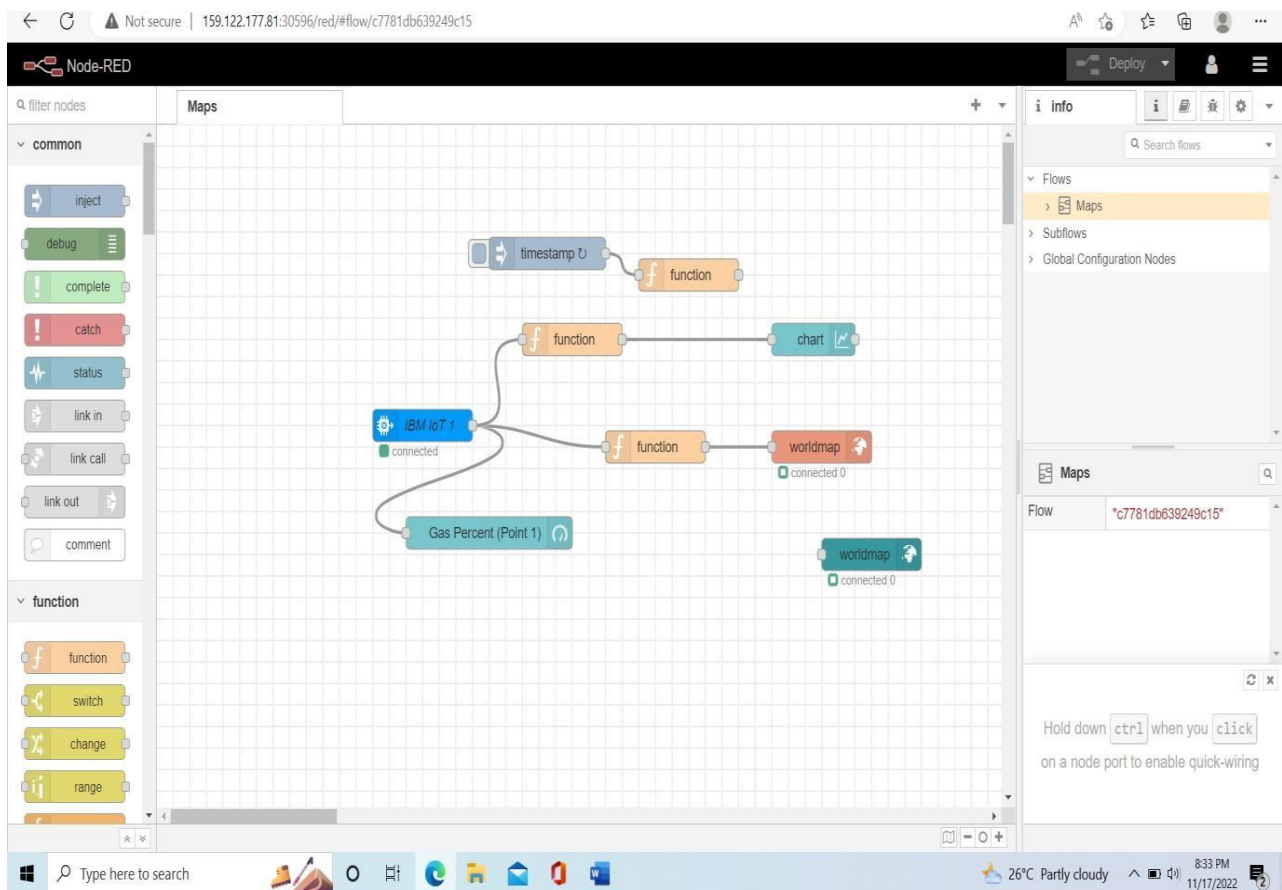 Not secure | 159.122.177.81:30596/red/#flow/c7781db639249c15
Node-RED
Deploy
filter nodes
Maps
i info
i
common
Search flows
Flows
Maps
Subflows
Global Configuration Nodes
inject
debug
complete
catch
status
link in
link call
link out
comment
timestamp ↻
f function
f function
chart
IBM IoT 1
connected
f function
worldmap
connected 0
Gas Percent (Point 1)
worldmap
connected 0
Maps
Flow "c7781db639249c15"
function
f function
switch
change
range
Hold down ctrl when you click
on a node port to enable quick-wiring
Type here to search
26°C Partly cloudy
8:33 PM
11/17/2022
2